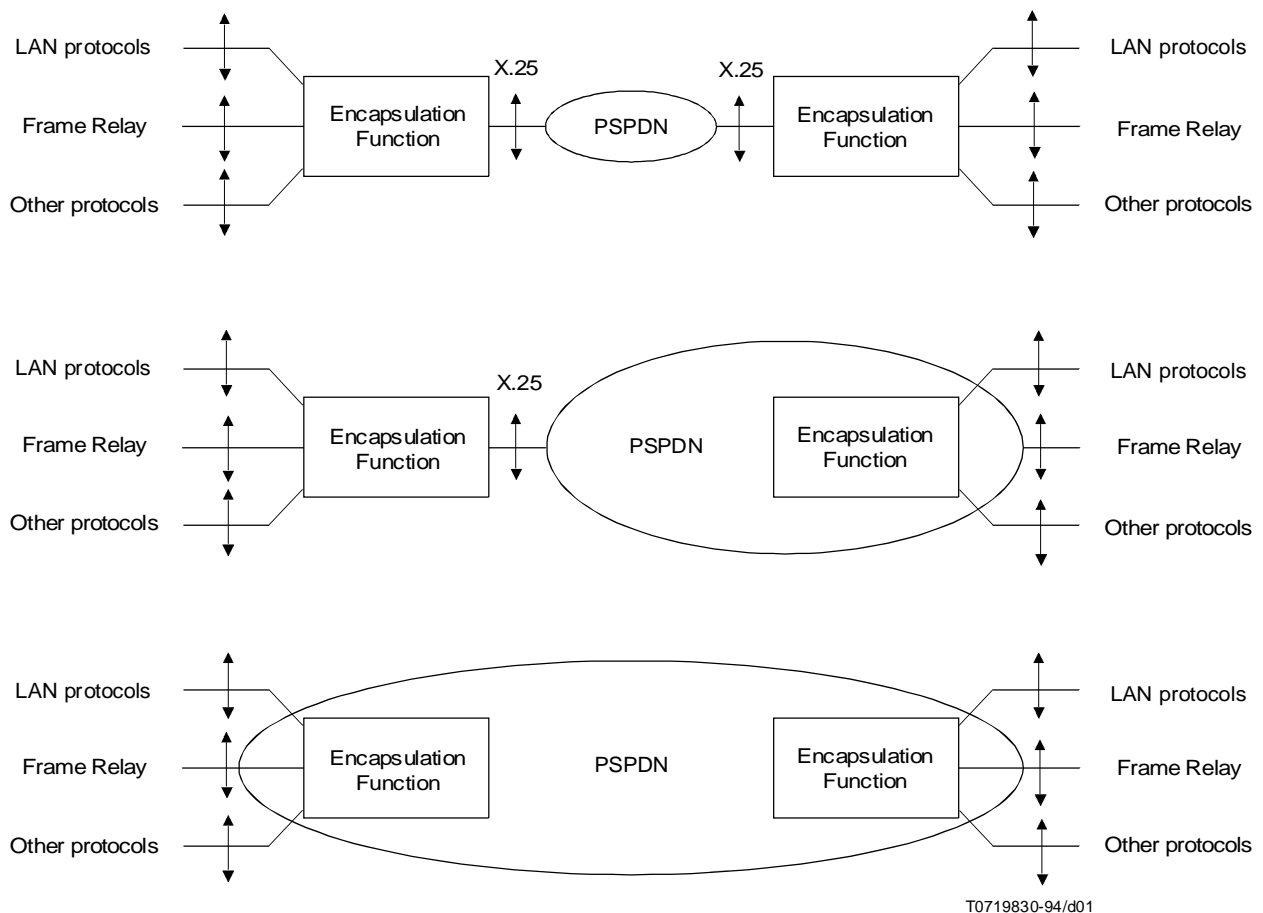 LAN protocols
X.25
X.25
LAN protocols
Frame Relay
Encapsulation
Function
PSPDN
Encapsulation
Function
Frame Relay
Other protocols
Other protocols
LAN protocols
X.25
LAN protocols
Frame Relay
Encapsulation
Function
PSPDN
Encapsulation
Function
Frame Relay
Other protocols
Other protocols
LAN protocols
LAN protocols
Frame Relay
Encapsulation
Function
PSPDN
Encapsulation
Function
Frame Relay
Other protocols
Other protocols
T0719830-94/d01